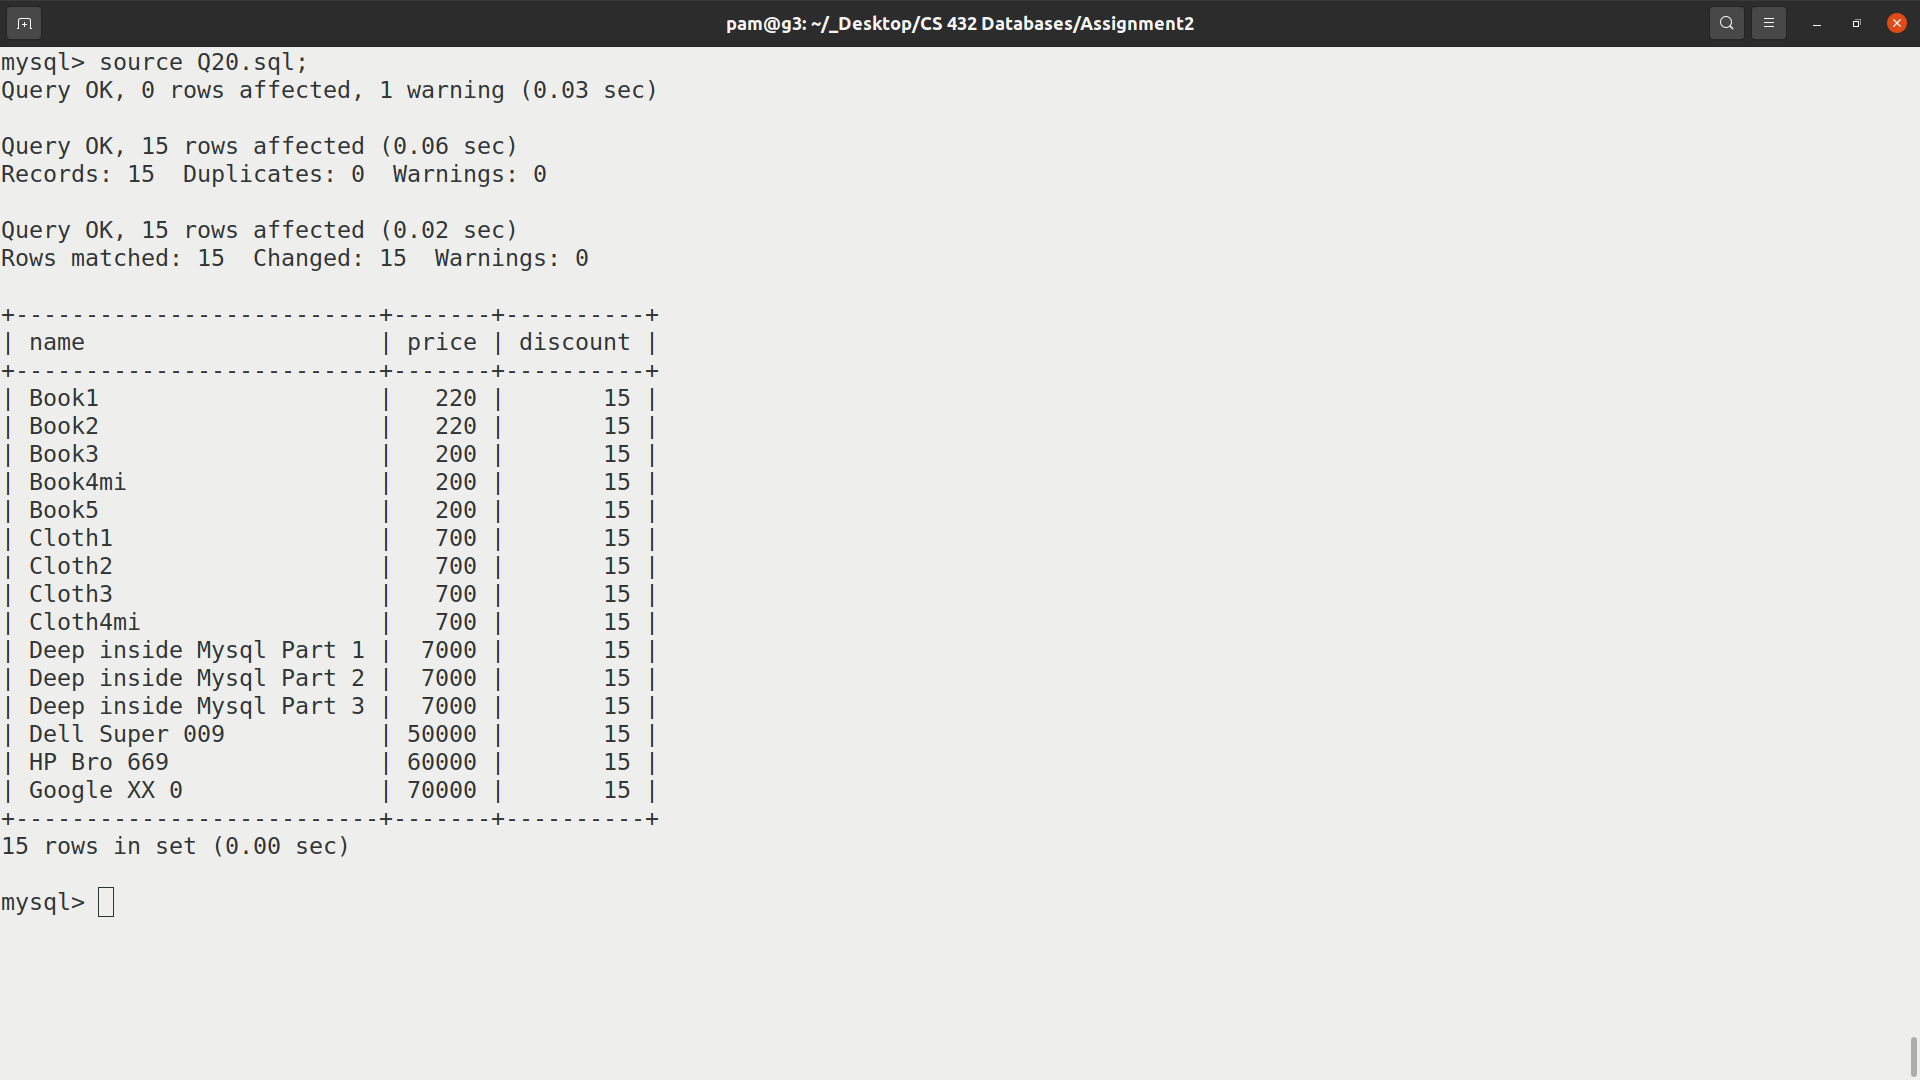 pam@g3: ~/_Desktop/CS 432 Databases/Assignment2
mysql> source Q20.sql;
Query OK, 0 rows affected, 1 warning (0.03 sec)

Query OK, 15 rows affected (0.06 sec)
Records: 15  Duplicates: 0  Warnings: 0

Query OK, 15 rows affected (0.02 sec)
Rows matched: 15  Changed: 15  Warnings: 0

+--------------------------+-------+----------+
| name                     | price | discount |
+--------------------------+-------+----------+
| Book1                    |   220 |       15 |
| Book2                    |   220 |       15 |
| Book3                    |   200 |       15 |
| Book4mi                  |   200 |       15 |
| Book5                    |   200 |       15 |
| Cloth1                   |   700 |       15 |
| Cloth2                   |   700 |       15 |
| Cloth3                   |   700 |       15 |
| Cloth4mi                 |   700 |       15 |
| Deep inside Mysql Part 1 |  7000 |       15 |
| Deep inside Mysql Part 2 |  7000 |       15 |
| Deep inside Mysql Part 3 |  7000 |       15 |
| Dell Super 009           | 50000 |       15 |
| HP Bro 669               | 60000 |       15 |
| Google XX 0              | 70000 |       15 |
+--------------------------+-------+----------+
15 rows in set (0.00 sec)

mysql>